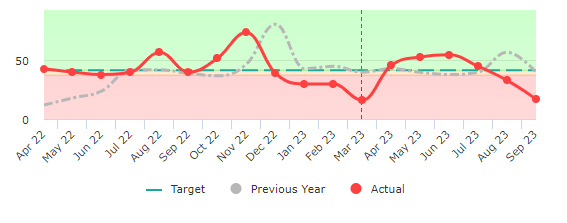 50
0
Apr 22
May 22
Jun 22
Jul 22
Aug 22
Sep 22
Oct 22
Nov 22
Dec 22
Jan 23
Feb 23
Mar 23
Apr 23
May 23
Jun 23
Jul 23
Aug 23
Sep 23
Target Previous Year Actual